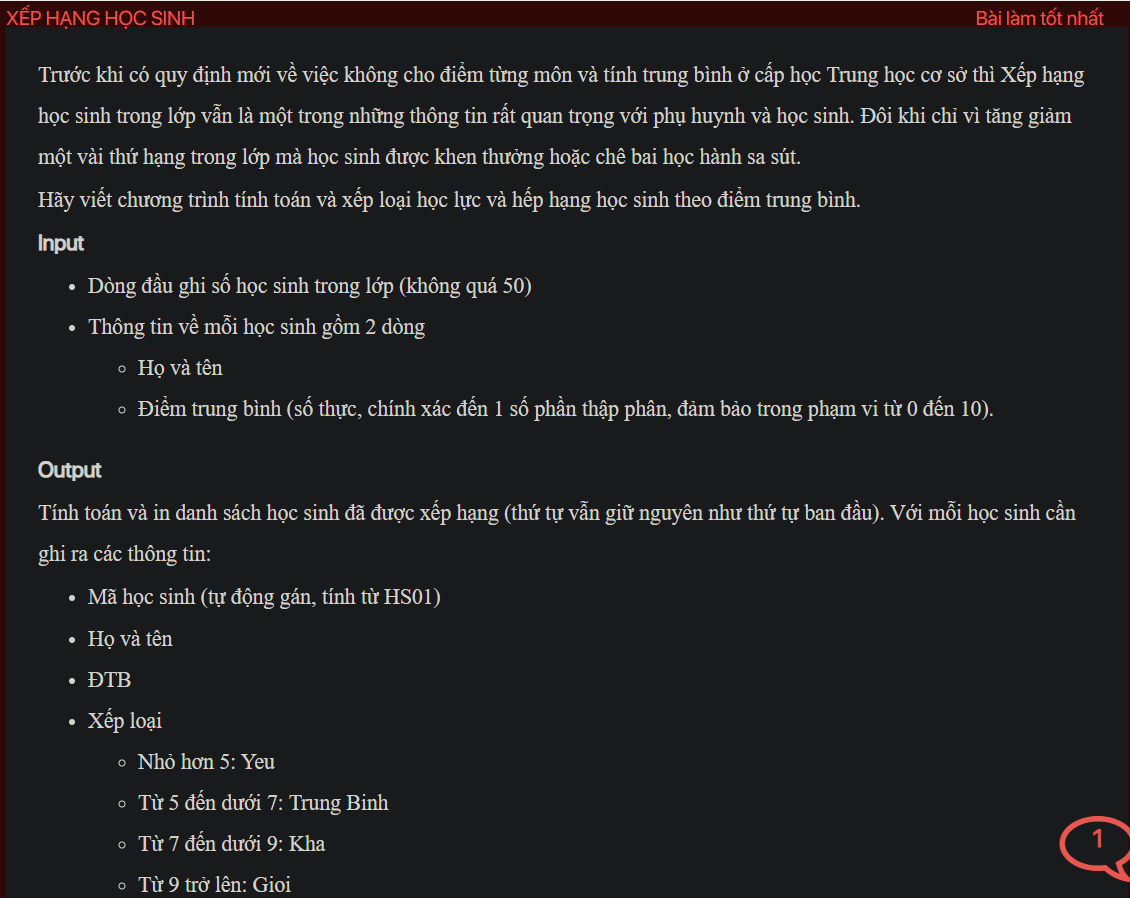 XẾP HẠNG HỌC SINH
Bài làm tốt nhất
Trước khi có quy định mới về việc không cho điểm từng môn và tính trung bình ở cấp học Trung học cơ sở thì Xếp hạng
học sinh trong lớp vẫn là một trong những thông tin rất quan trọng với phụ huynh và học sinh. Đôi khi chỉ vì tăng giảm
một vài thứ hạng trong lớp mà học sinh được khen thưởng hoặc chê bai học hành sa sút.
Hãy viết chương trình tính toán và xếp loại học lực và hếp hạng học sinh theo điểm trung bình.
Input
• Dòng đầu ghi số học sinh trong lớp (không quá 50)
• Thông tin về mỗi học sinh gồm 2 dòng
◦ Họ và tên
◦ Điểm trung bình (số thực, chính xác đến 1 số phần thập phân, đảm bảo trong phạm vi từ 0 đến 10).
Output
Tính toán và in danh sách học sinh đã được xếp hạng (thứ tự vẫn giữ nguyên như thứ tự ban đầu). Với mỗi học sinh cần
ghi ra các thông tin:
• Mã học sinh (tự động gán, tính từ HS01)
• Họ và tên
• ĐTB
• Xếp loại
◦ Nhỏ hơn 5: Yeu
◦ Từ 5 đến dưới 7: Trung Binh
◦ Từ 7 đến dưới 9: Kha
◦ Từ 9 trở lên: Gioi
1